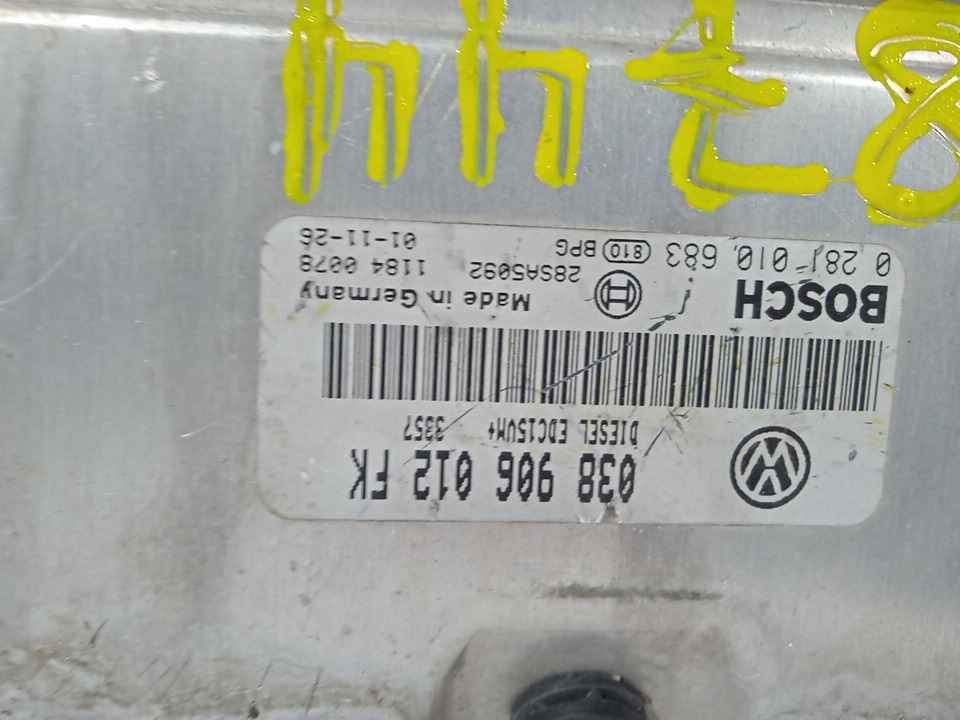 038 906 012 FK
DIESEL EDC15VM+ 3357
BOSCH Made in Germany
28SA5092 1184 0078
0 281 010 683 810 BPG 01-11-26
8744